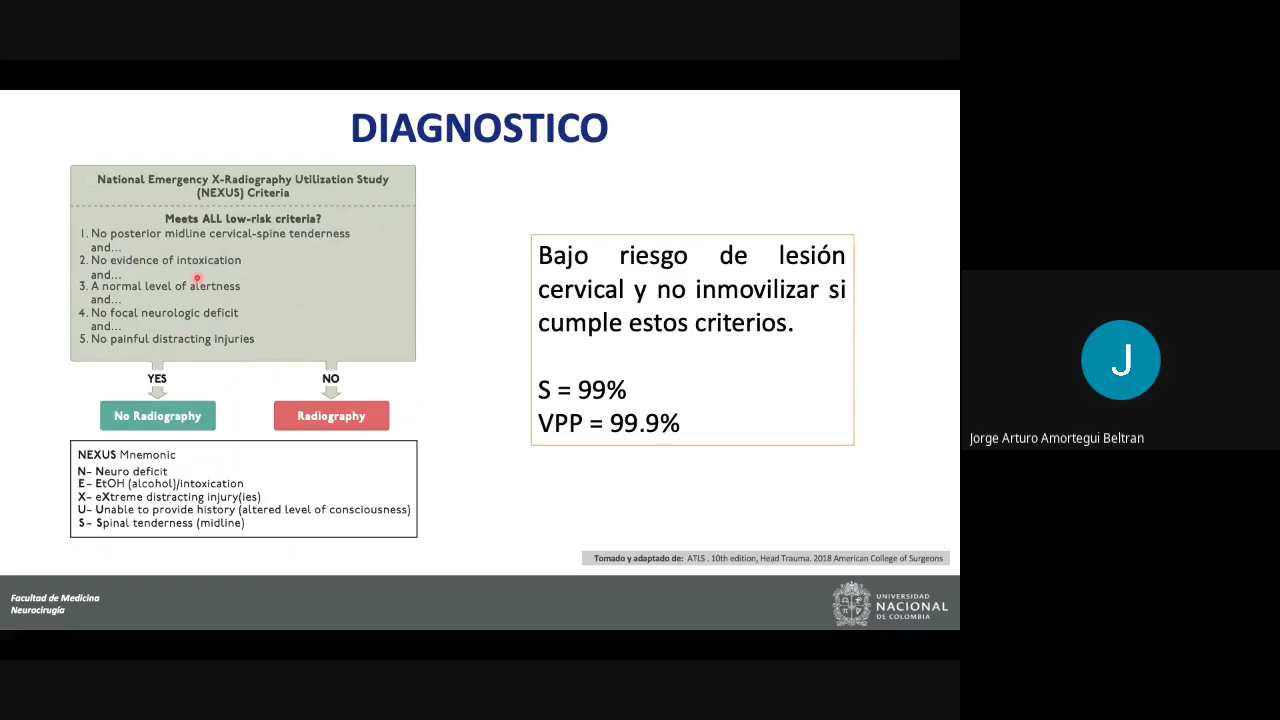 DIAGNOSTICO
National Emergency X-Radiography Utilization Study
(NEXUS) Criteria
Meets ALL low-risk criteria?
1. No posterior midline cervical-spine tenderness
and...
2. No evidence of intoxication
and...
3. A normal level of alertness
and...
4. No focal neurologic deficit
and...
5. No painful distracting injuries
YES
NO
No Radiography
Radiography
NEXUS Mnemonic
N– Neuro deficit
E– EtOH (alcohol)/intoxication
X– eXtreme distracting injury(ies)
U– Unable to provide history (altered level of consciousness)
S– Spinal tenderness (midline)
Bajo riesgo de lesión
cervical y no inmovilizar si
cumple estos criterios.
S = 99%
VPP = 99.9%
Tomado y adaptado de: ATLS . 10th edition, Head Trauma. 2018 American College of Surgeons
Facultad de Medicina
Neurocirugía
UNIVERSIDAD
NACIONAL
DE COLOMBIA
J
Jorge Arturo Amortegui Beltran